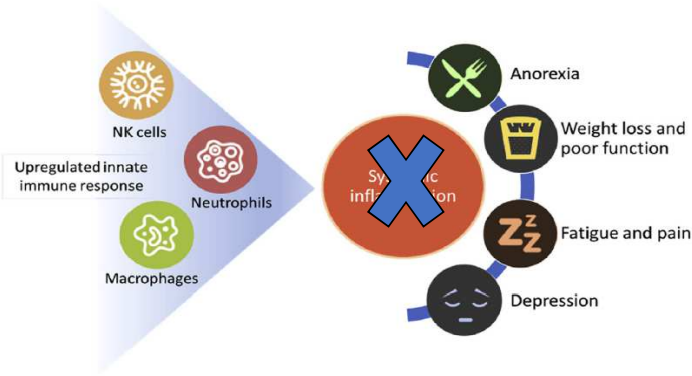 NK cells
Upregulated innate
immune response
Neutrophils
Macrophages
Anorexia
Weight loss and
poor function
Fatigue and pain
Depression